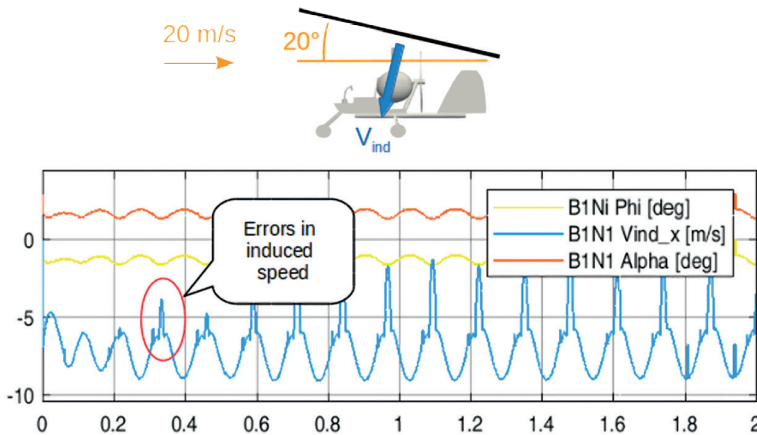 20 m/s
20°
Vind
Errors in
induced
speed
B1Ni Phi [deg]
B1N1 Vind_x [m/s]
B1N1 Alpha [deg]
0
-5
-10
0 0.2 0.4 0.6 0.8 1 1.2 1.4 1.6 1.8 2